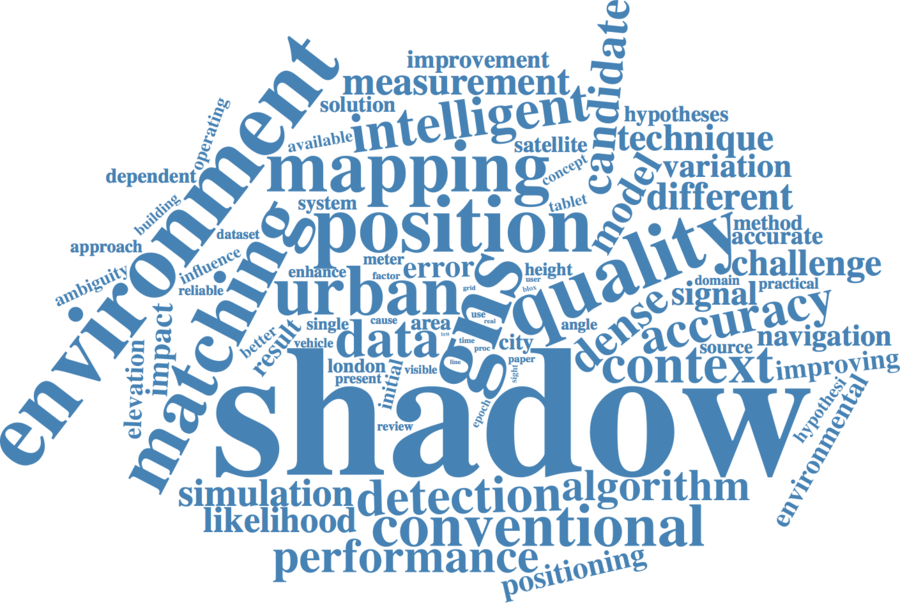 improvement
candidate
measurement
environment
solution
intelligent
hypotheses
operating
available
satellite
technique
mapping
concept
variation
dependent
system
tablet
model
different
building
position
dataset
quality
method
accurate
approach
matching
influence
meter
error
height
challenge
ambiguity
reliable
enhance
factor
user
domain
practical
urban
grid
blox
gnss
dense
signal
accuracy
impact
better
single
cause
area
use
real
angle
navigation
elevation
result
vehicle
data
time
city
source
london
initial
visible
line
proc
paper
sight
context
improving
present
shadow
epoch
review
hypothesi
environmental
simulation
detection
algorithm
likelihood
conventional
performance
positioning